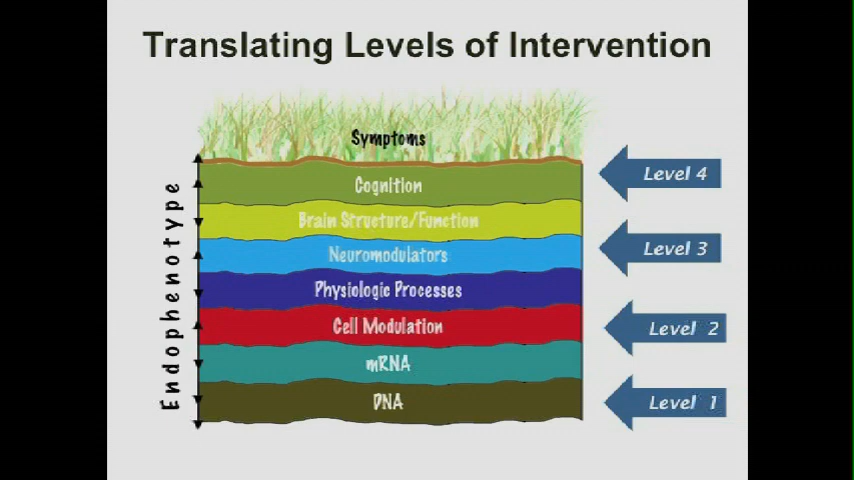 Translating Levels of Intervention
Symptoms
Cognition
Brain Structure/Function
Neuromodulators
Physiologic Processes
Cell Modulation
mRNA
DNA
Endophenotype
Level 4
Level 3
Level 2
Level 1